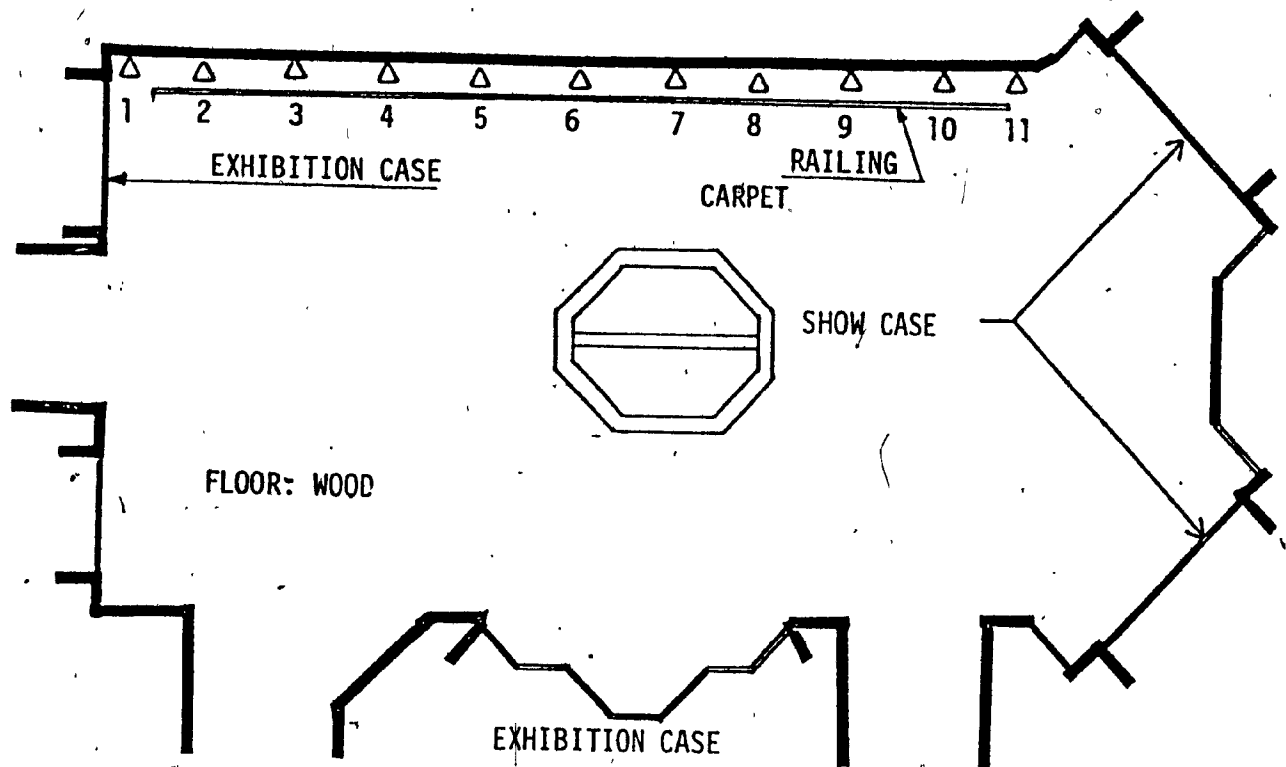 1 2 3 4 5 6 7 8 9 10 11
EXHIBITION CASE
RAILING
CARPET
SHOW CASE
FLOOR: WOOD
EXHIBITION CASE